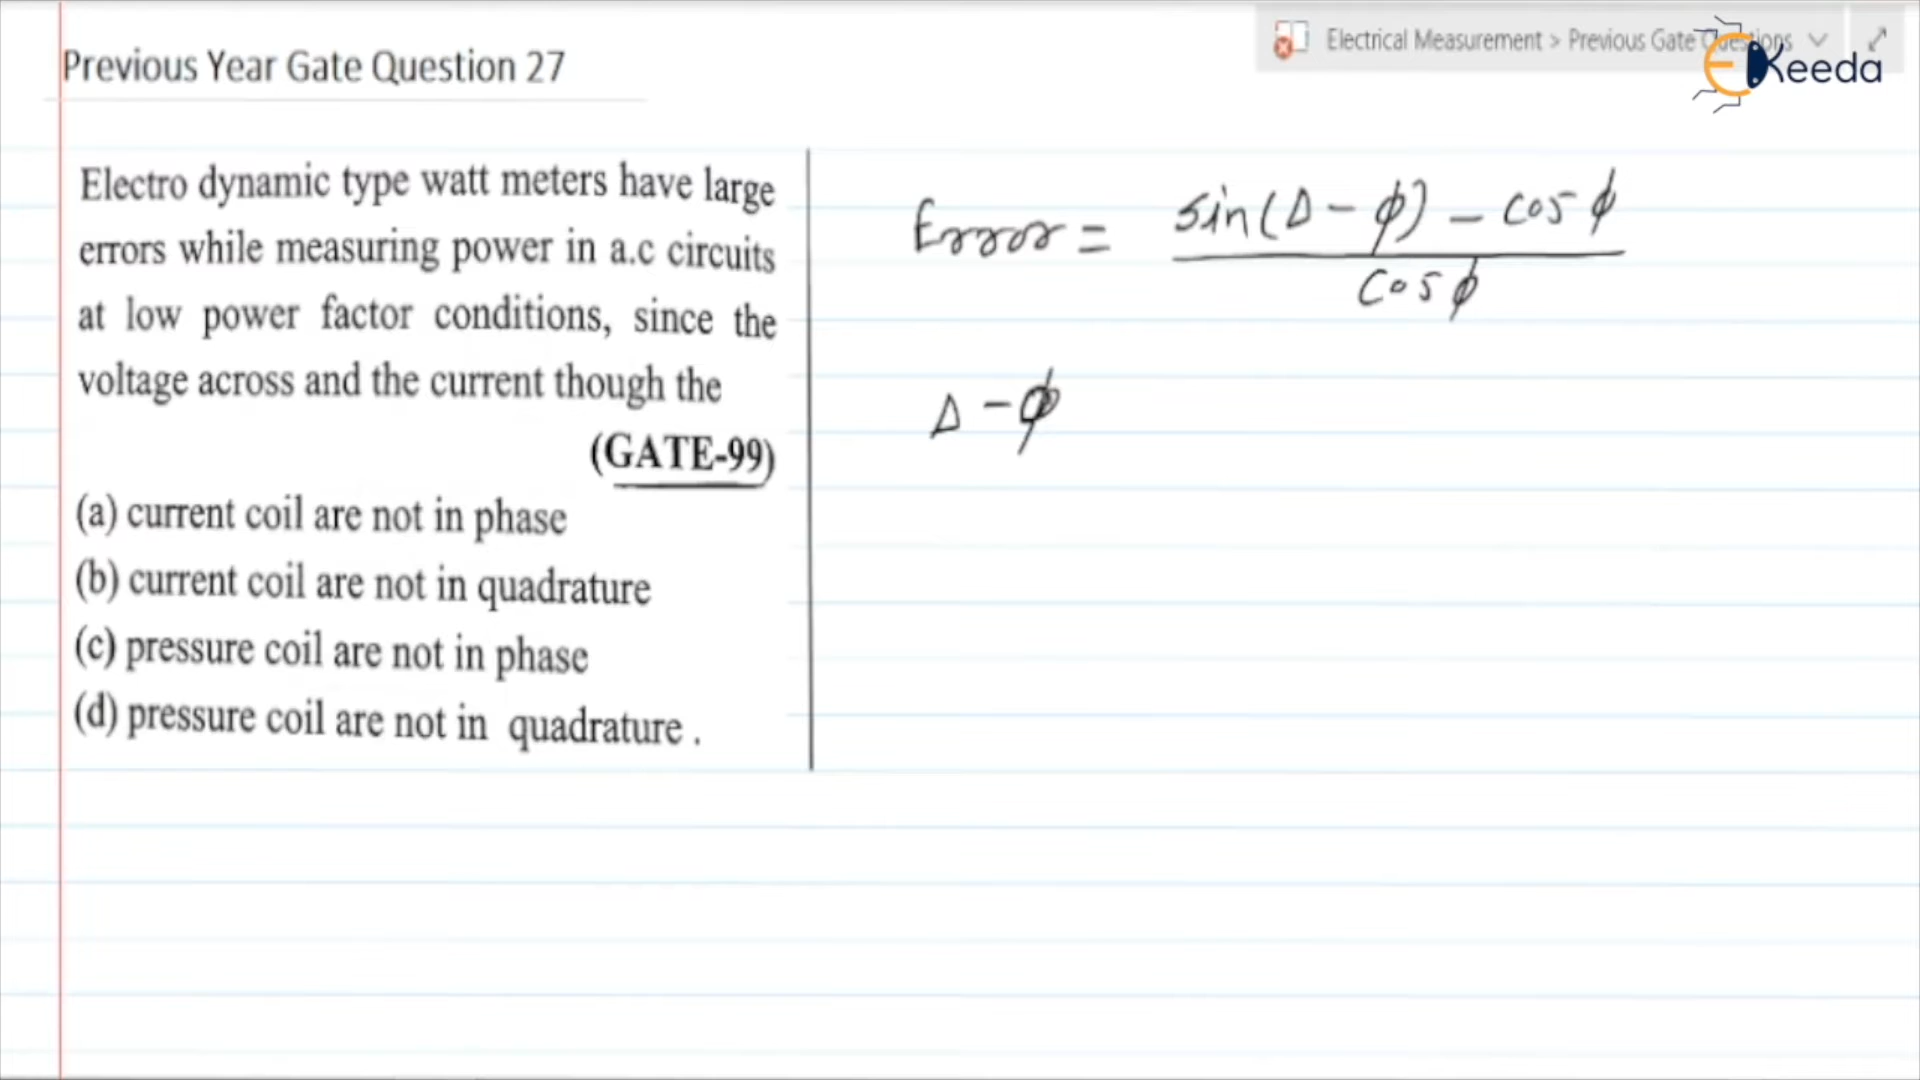 Previous Year Gate Question 27
Electrical Measurement > Previous Gate Questions
EKeeda
Electro dynamic type watt meters have large
errors while measuring power in a.c circuits
at low power factor conditions, since the
voltage across and the current though the
(GATE-99)
(a) current coil are not in phase
(b) current coil are not in quadrature
(c) pressure coil are not in phase
(d) pressure coil are not in quadrature .
Error = sin(Δ - ϕ) - cos ϕ
cos ϕ
Δ - ϕ